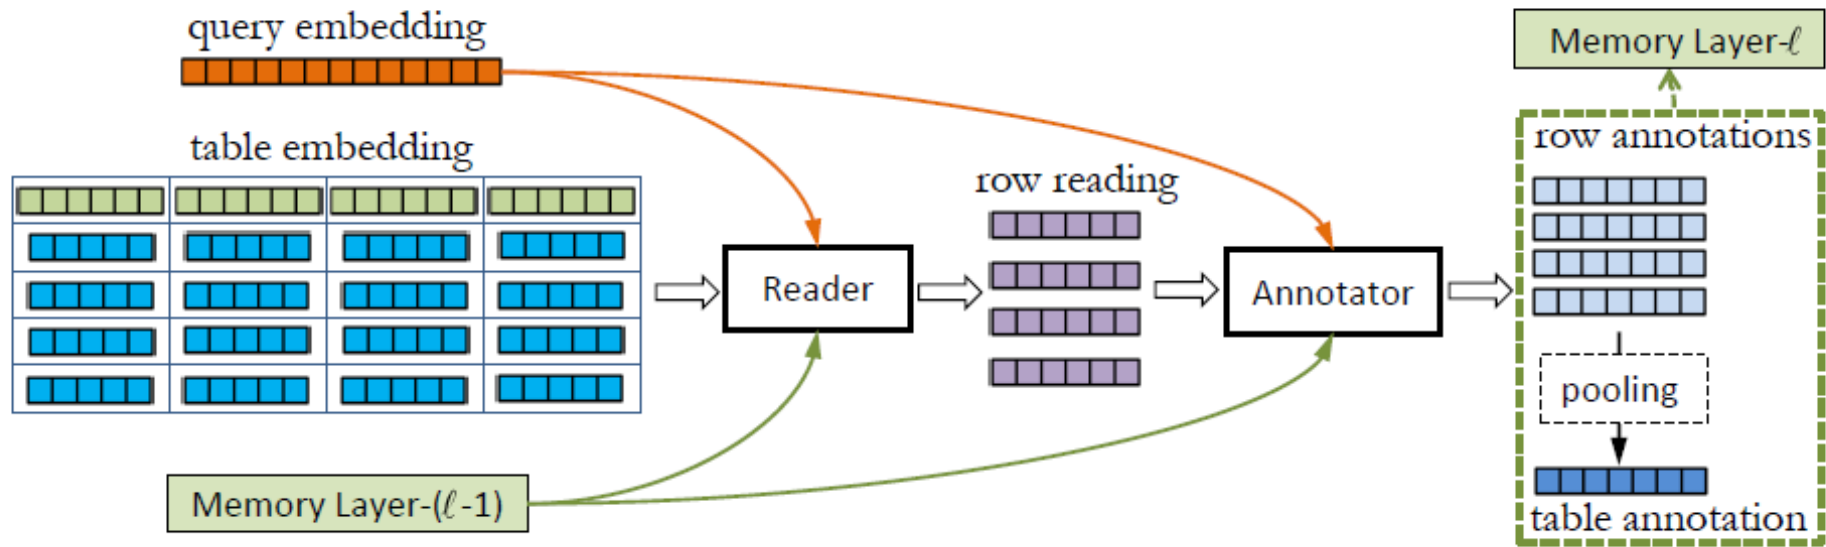 query embedding
table embedding
Memory Layer-(ℓ-1)
Reader
row reading
Annotator
Memory Layer-ℓ
row annotations
pooling
table annotation